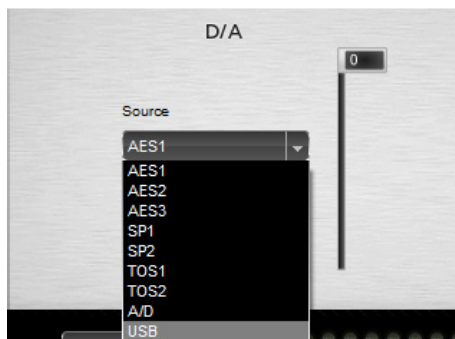 D/A
0
Source
AES1
AES1
AES2
AES3
SP1
SP2
TOS1
TOS2
A/D
USB